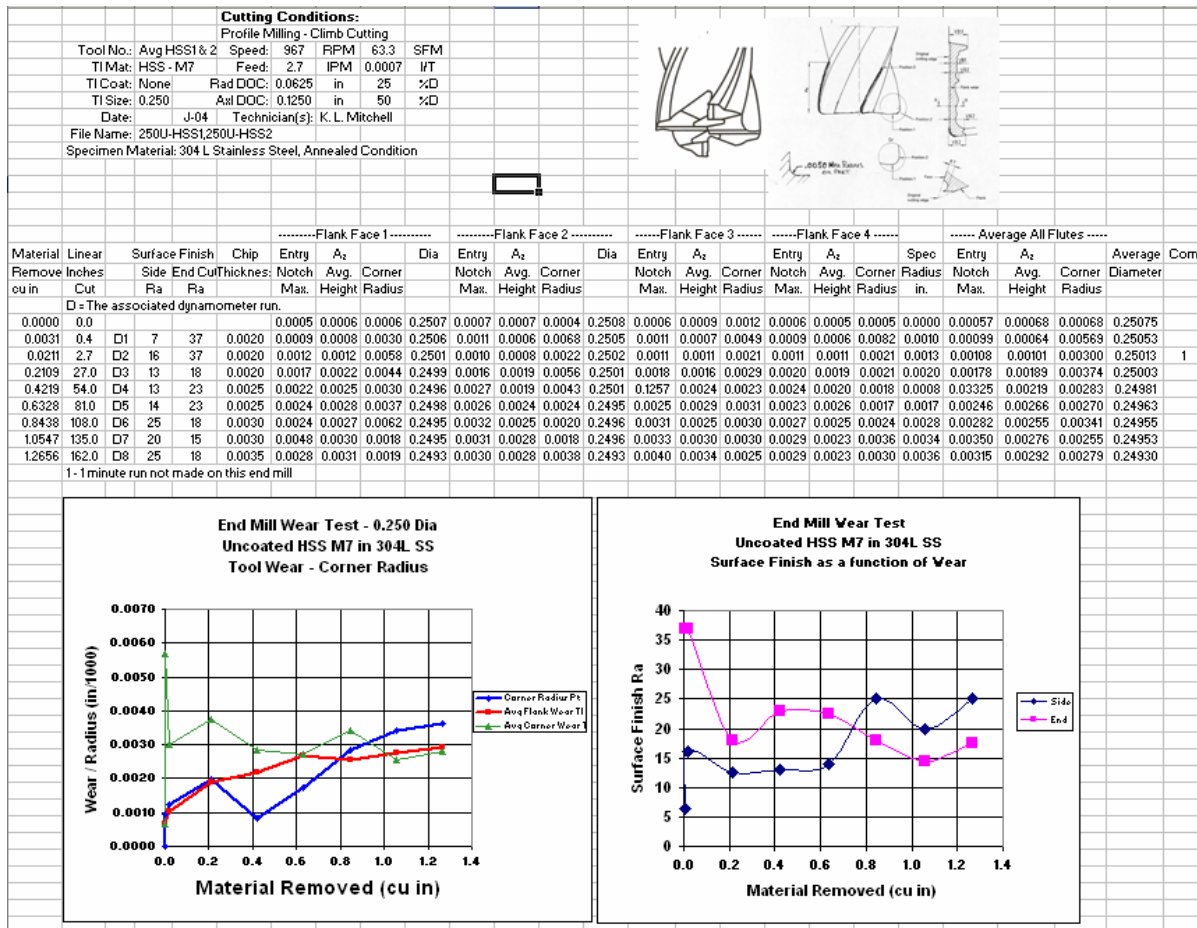 Cutting Conditions:
Profile Milling - Climb Cutting
Tool No.: Avg HSS1 & 2 Speed: 967 RPM 63.3 SFM
Tl Mat: HSS - M7 Feed: 2.7 IPM 0.0007 I/T
Tl Coat: None Rad DOC: 0.0625 in 25 %D
Tl Size: 0.250 Axl DOC: 0.1250 in 50 %D
Date: J-04 Technician(s): K. L. Mitchell
File Name: 250U-HSS1,250U-HSS2
Specimen Material: 304 L Stainless Steel, Annealed Condition
.0050 Max Radius
on Part
---------Flank Face 1---------- ---------Flank Face 2---------- -----Flank Face 3 ------ -----Flank Face 4 ----- ------ Average All Flutes -----
Material Linear Surface Finish Chip Entry A₂ Dia Entry A₂ Dia Entry A₂ Entry A₂ Spec Entry A₂ Average Corn
Remove Inches Side End Cut Thickness Notch Avg. Corner Notch Avg. Corner Notch Avg. Corner Notch Avg. Corner Radius Notch Avg. Corner Diameter
cu in Cut Ra Ra Max. Height Radius Max. Height Radius Max. Height Radius Max. Height Radius in. Max. Height Radius
D = The associated dynamometer run.
0.0000 0.0 0.0005 0.0006 0.0006 0.2507 0.0007 0.0007 0.0004 0.2508 0.0006 0.0009 0.0012 0.0006 0.0005 0.0005 0.0000 0.00057 0.00068 0.00068 0.25075
0.0031 0.4 D1 7 37 0.0020 0.0009 0.0008 0.0030 0.2506 0.0011 0.0006 0.0068 0.2505 0.0011 0.0007 0.0049 0.0009 0.0006 0.0082 0.0010 0.00099 0.00064 0.00569 0.25053
0.0211 2.7 D2 16 37 0.0020 0.0012 0.0012 0.0058 0.2501 0.0010 0.0008 0.0022 0.2502 0.0011 0.0011 0.0021 0.0011 0.0011 0.0021 0.0013 0.00108 0.00101 0.00300 0.25013 1
0.2109 27.0 D3 13 18 0.0020 0.0017 0.0022 0.0044 0.2499 0.0016 0.0019 0.0056 0.2501 0.0018 0.0016 0.0029 0.0020 0.0019 0.0021 0.0020 0.00178 0.00189 0.00374 0.25003
0.4219 54.0 D4 13 23 0.0025 0.0022 0.0025 0.0030 0.2496 0.0027 0.0019 0.0043 0.2501 0.1257 0.0024 0.0023 0.0024 0.0020 0.0018 0.0008 0.03325 0.00219 0.00283 0.24981
0.6328 81.0 D5 14 23 0.0025 0.0024 0.0028 0.0037 0.2498 0.0026 0.0024 0.0024 0.2495 0.0025 0.0029 0.0031 0.0023 0.0026 0.0017 0.0017 0.00246 0.00266 0.00270 0.24963
0.8438 108.0 D6 25 18 0.0030 0.0024 0.0027 0.0062 0.2495 0.0032 0.0025 0.0020 0.2496 0.0031 0.0025 0.0030 0.0027 0.0025 0.0024 0.0028 0.00282 0.00255 0.00341 0.24955
1.0547 135.0 D7 20 15 0.0030 0.0048 0.0030 0.0018 0.2495 0.0031 0.0028 0.0018 0.2496 0.0033 0.0030 0.0030 0.0029 0.0023 0.0036 0.0034 0.00350 0.00276 0.00255 0.24953
1.2656 162.0 D8 25 18 0.0035 0.0028 0.0031 0.0019 0.2493 0.0030 0.0028 0.0038 0.2493 0.0040 0.0034 0.0025 0.0029 0.0023 0.0030 0.0036 0.00315 0.00292 0.00279 0.24930
1 - 1 minute run not made on this end mill
End Mill Wear Test - 0.250 Dia
Uncoated HSS M7 in 304L SS
Tool Wear - Corner Radius
Wear / Radius (in/1000)
0.0070
0.0060
0.0050
0.0040
0.0030
0.0020
0.0010
0.0000
0.0 0.2 0.4 0.6 0.8 1.0 1.2 1.4
Material Removed (cu in)
Corner Radius Pt
Avg Flank Wear Tl
Avg Corner Wear T
End Mill Wear Test
Uncoated HSS M7 in 304L SS
Surface Finish as a function of Wear
Surface Finish Ra
40
35
30
25
20
15
10
5
0
0.0 0.2 0.4 0.6 0.8 1.0 1.2 1.4
Material Removed (cu in)
Side
End